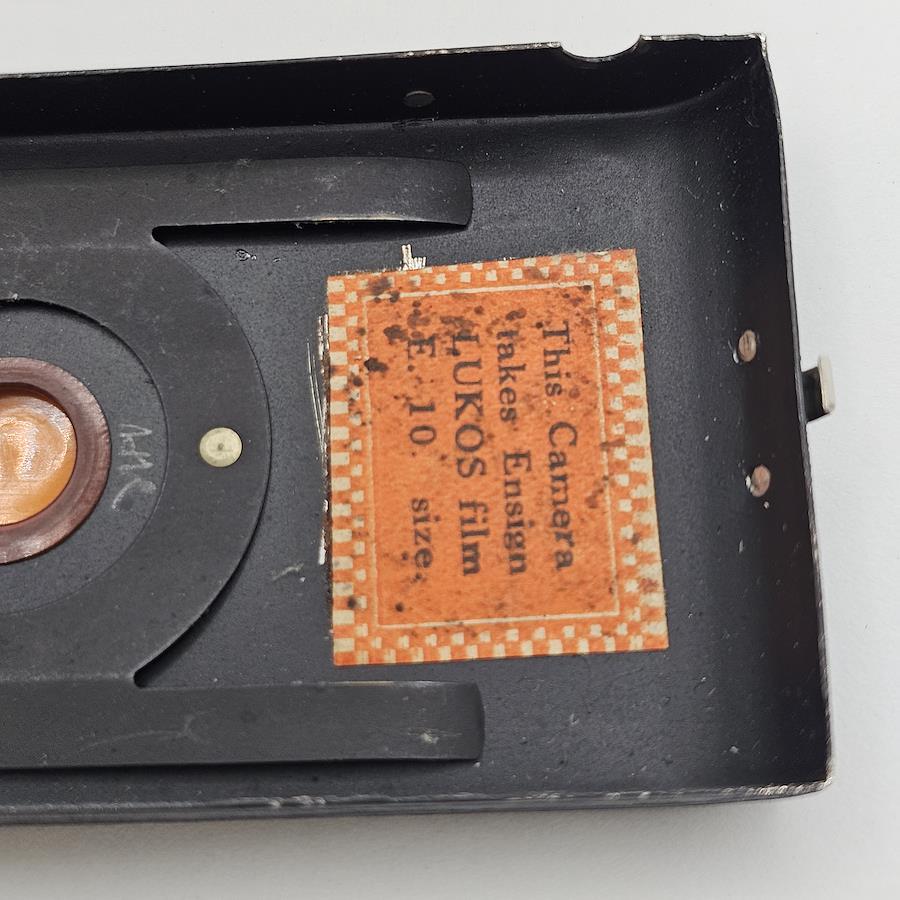 This Camera
takes Ensign
LUKOS film
E. 10. size.